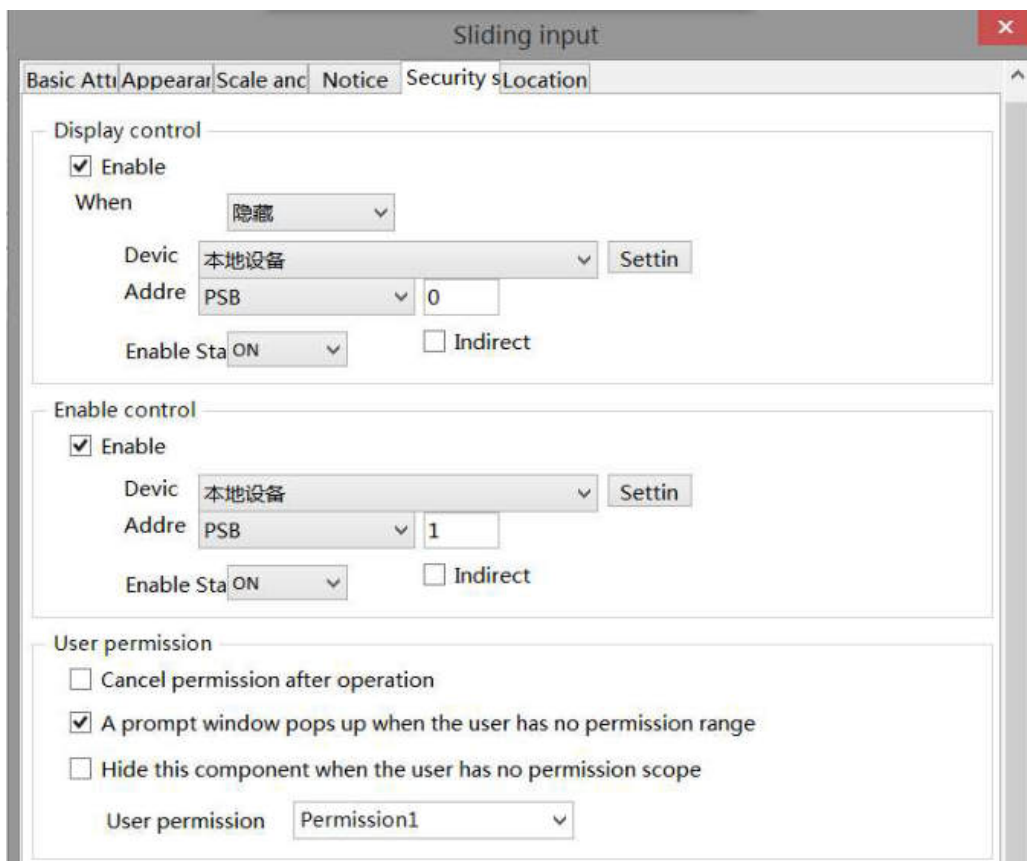 Sliding input
Basic Attı Appearar Scale and Notice Security s Location
Display control
Enable
When 隐藏
Devic 本地设备 Settin
Addre PSB 0
Enable Sta ON Indirect
Enable control
Enable
Devic 本地设备 Settin
Addre PSB 1
Enable Sta ON Indirect
User permission
Cancel permission after operation
A prompt window pops up when the user has no permission range
Hide this component when the user has no permission scope
User permission Permission1